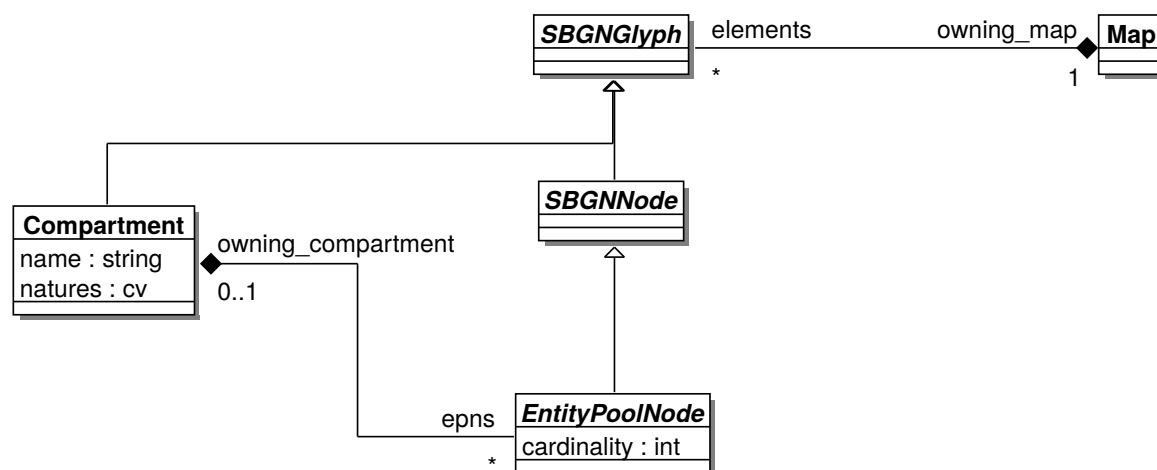 SBGNGlyph
elements
owning_map
Map
*
1
SBGNNode
Compartment
name : string
natures : cv
owning_compartment
0..1
EntityPoolNode
epns
cardinality : int
*